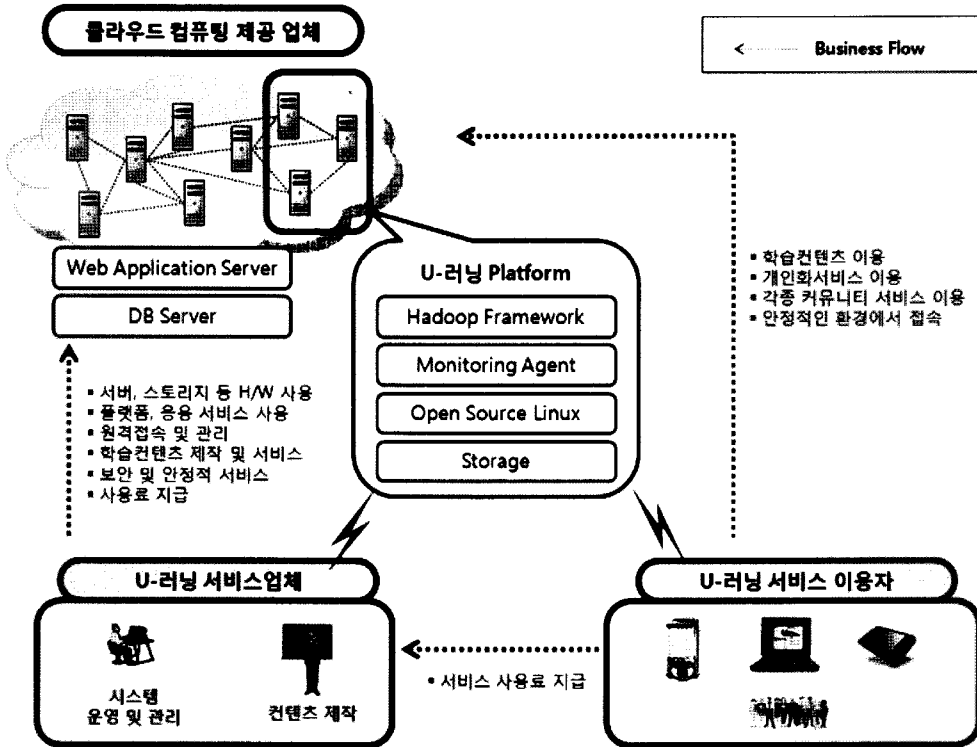 클라우드 컴퓨팅 제공 업체
Business Flow
Web Application Server
DB Server
U-러닝 Platform
Hadoop Framework
Monitoring Agent
Open Source Linux
Storage
▪ 학습컨텐츠 이용
▪ 개인화서비스 이용
▪ 각종 커뮤니티 서비스 이용
▪ 안정적인 환경에서 접속
▪ 서버, 스토리지 등 H/W 사용
▪ 플랫폼, 응용 서비스 사용
▪ 원격접속 및 관리
▪ 학습컨텐츠 제작 및 서비스
▪ 보안 및 안정적 서비스
▪ 사용료 지급
U-러닝 서비스업체
시스템
운영 및 관리
컨텐츠 제작
▪ 서비스 사용료 지급
U-러닝 서비스 이용자